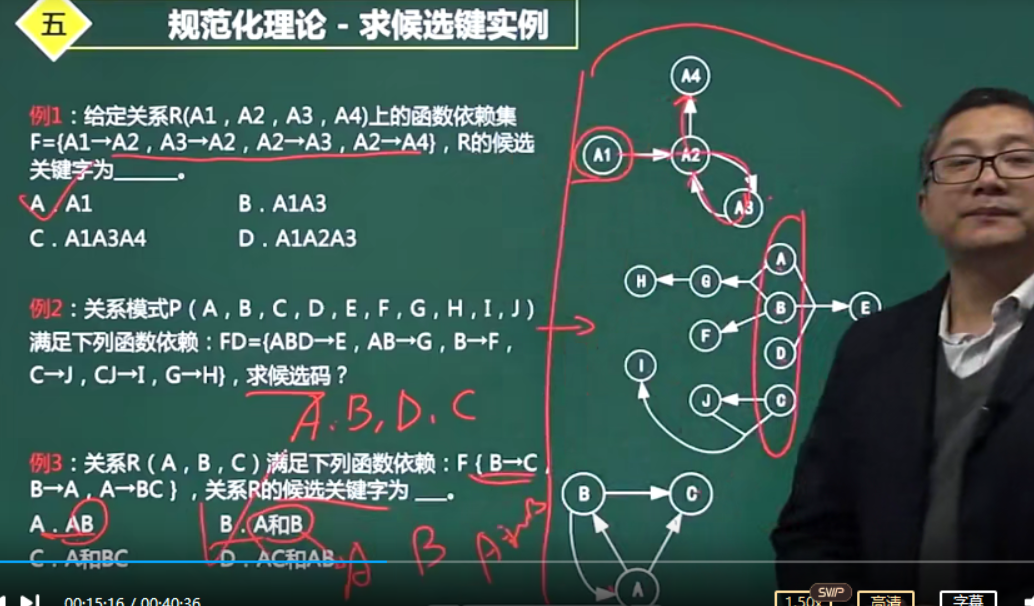 五
规范化理论 - 求候选键实例
例1：给定关系R(A1，A2，A3，A4)上的函数依赖集
F={A1→A2，A3→A2，A2→A3，A2→A4}，R的候选
关键字为______。
A．A1
B．A1A3
C．A1A3A4
D．A1A2A3
例2：关系模式P（A，B，C，D，E，F，G，H，I，J）
满足下列函数依赖：FD={ABD→E，AB→G，B→F，
C→J，CJ→I，G→H}，求候选码？
A.B,D.C
例3：关系R（A，B，C）满足下列函数依赖：F｛B→C，
B→A，A→BC｝，关系R的候选关键字为 ___。
A．AB
B．A和B
C．A和BC
D．AC和AB
A B
A4
A1
A2
A3
A
H
G
B
E
F
D
I
J
C
B
C
A
00:15:16 / 00:40:36
1.50x
SVIP
高清
字幕